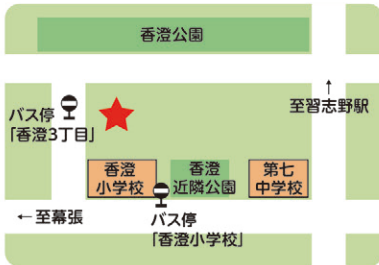 香澄公園
バス停
「香澄3丁目」
↑
至習志野駅
香澄
小学校
香澄
近隣公園
第七
中学校
←至幕張
バス停
「香澄小学校」